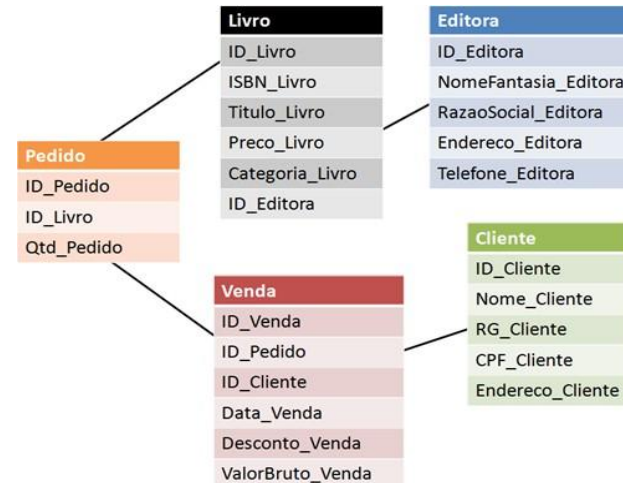 Livro
ID_Livro
ISBN_Livro
Titulo_Livro
Preco_Livro
Categoria_Livro
ID_Editora
Editora
ID_Editora
NomeFantasia_Editora
RazaoSocial_Editora
Endereco_Editora
Telefone_Editora
Pedido
ID_Pedido
ID_Livro
Qtd_Pedido
Cliente
ID_Cliente
Nome_Cliente
RG_Cliente
CPF_Cliente
Endereco_Cliente
Venda
ID_Venda
ID_Pedido
ID_Cliente
Data_Venda
Desconto_Venda
ValorBruto_Venda